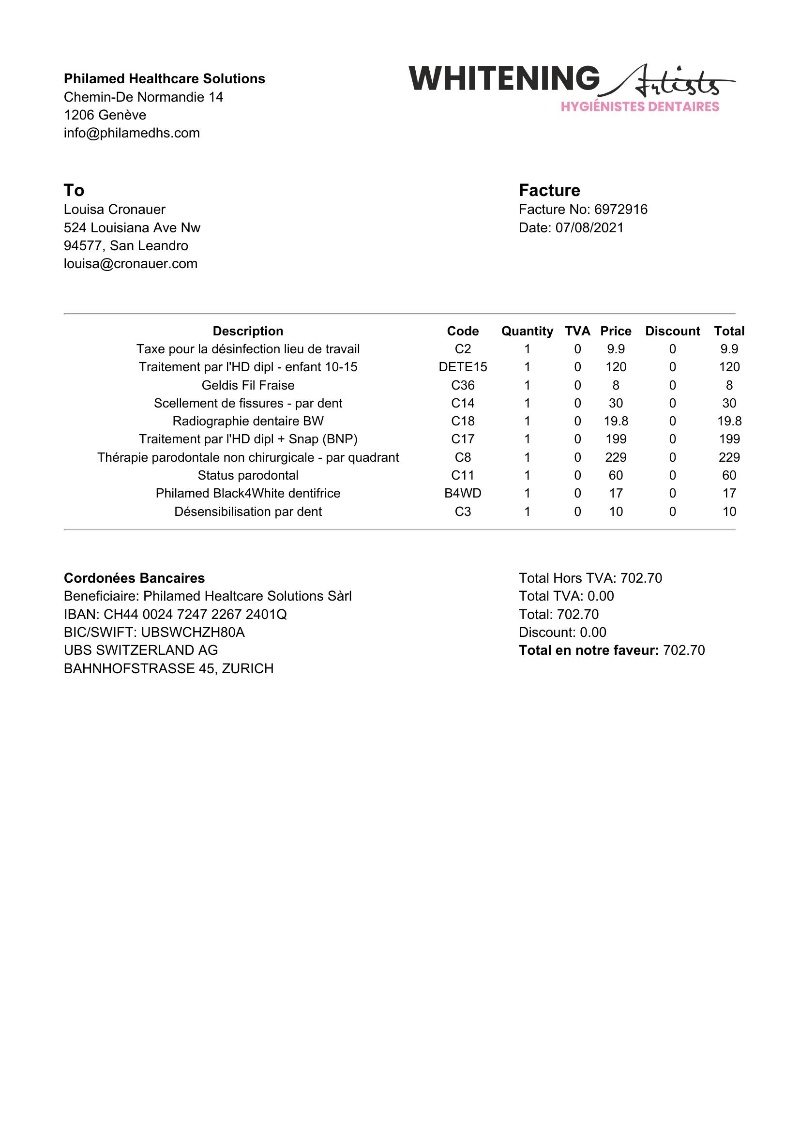 Philamed Healthcare Solutions
Chemin-De Normandie 14
1206 Genève
info@philamedhs.com
WHITENING Artists
HYGIÉNISTES DENTAIRES
To
Louisa Cronauer
524 Louisiana Ave Nw
94577, San Leandro
louisa@cronauer.com
Facture
Facture No: 6972916
Date: 07/08/2021
Description Code Quantity TVA Price Discount Total
Taxe pour la désinfection lieu de travail C2 1 0 9.9 0 9.9
Traitement par l'HD dipl - enfant 10-15 DETE15 1 0 120 0 120
Geldis Fil Fraise C36 1 0 8 0 8
Scellement de fissures - par dent C14 1 0 30 0 30
Radiographie dentaire BW C18 1 0 19.8 0 19.8
Traitement par l'HD dipl + Snap (BNP) C17 1 0 199 0 199
Thérapie parodontale non chirurgicale - par quadrant C8 1 0 229 0 229
Status parodontal C11 1 0 60 0 60
Philamed Black4White dentifrice B4WD 1 0 17 0 17
Désensibilisation par dent C3 1 0 10 0 10
Cordonées Bancaires
Beneficiaire: Philamed Healtcare Solutions Sàrl
IBAN: CH44 0024 7247 2267 2401Q
BIC/SWIFT: UBSWCHZH80A
UBS SWITZERLAND AG
BAHNHOFSTRASSE 45, ZURICH
Total Hors TVA: 702.70
Total TVA: 0.00
Total: 702.70
Discount: 0.00
Total en notre faveur: 702.70